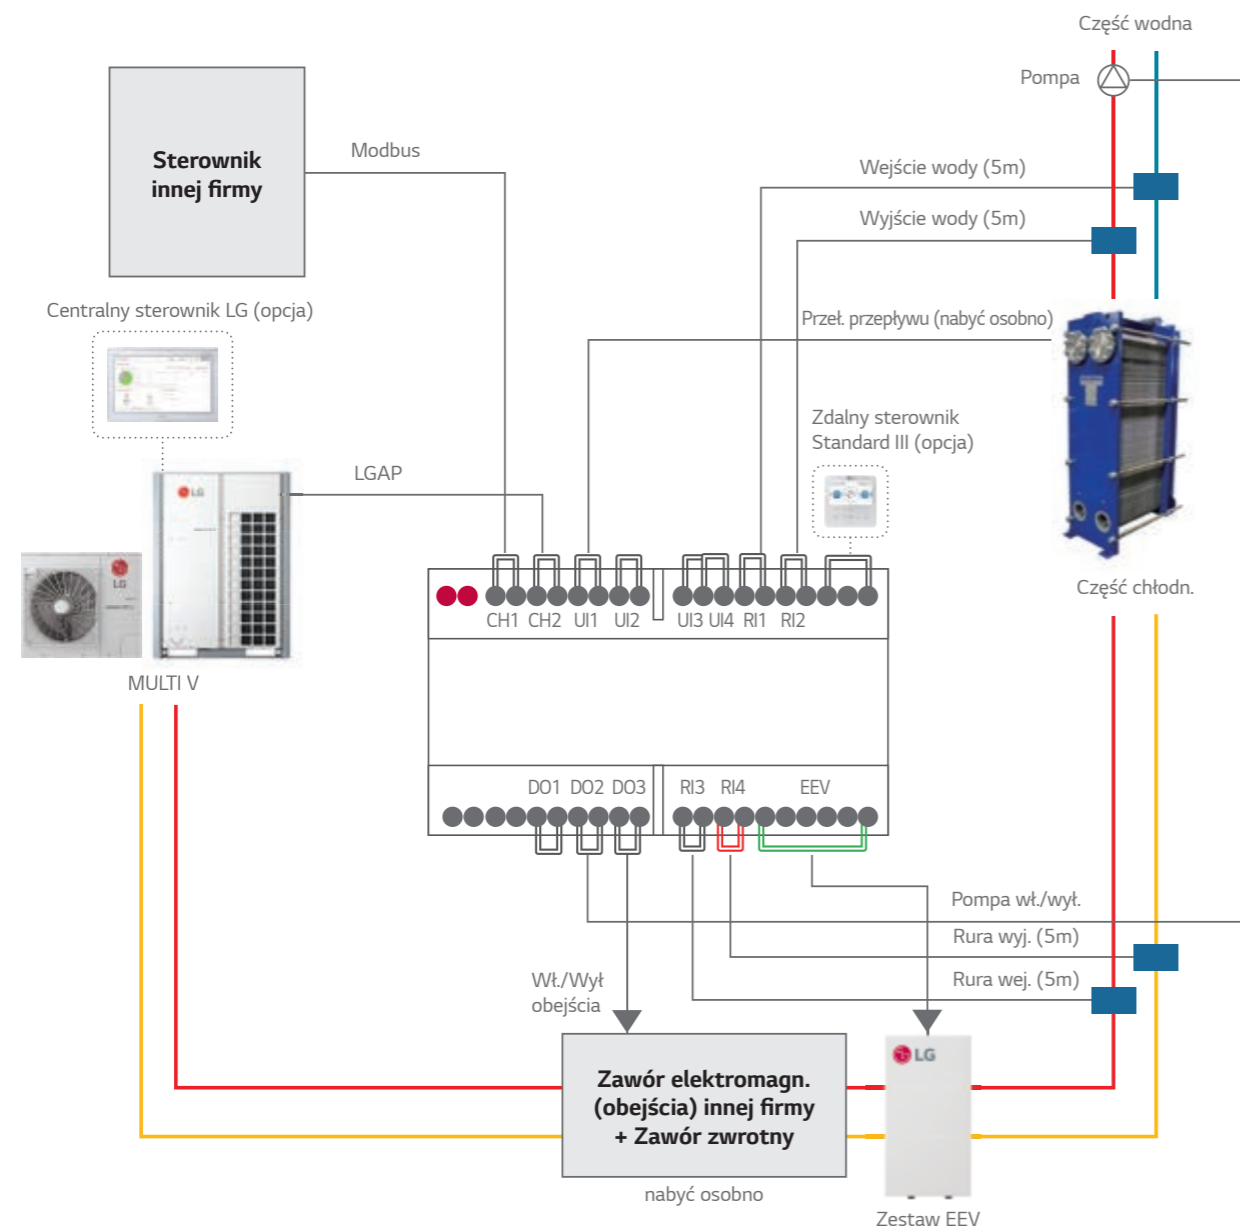 Część wodna
Pompa
Sterownik
innej firmy
Modbus
Wejście wody (5m)
Wyjście wody (5m)
Centralny sterownik LG (opcja)
Przeł. przepływu (nabyć osobno)
Zdalny sterownik
Standard III (opcja)
LGAP
LG
LG
MULTI V
CH1 CH2 UI1 UI2 UI3 UI4 RI1 RI2
Część chłodn.
DO1 DO2 DO3 RI3 RI4 EEV
Pompa wł./wył.
Rura wyj. (5m)
Rura wej. (5m)
Wł./Wył
obejścia
Zawór elektromagn.
(obejścia) innej firmy
+ Zawór zwrotny
nabyć osobno
LG
Zestaw EEV